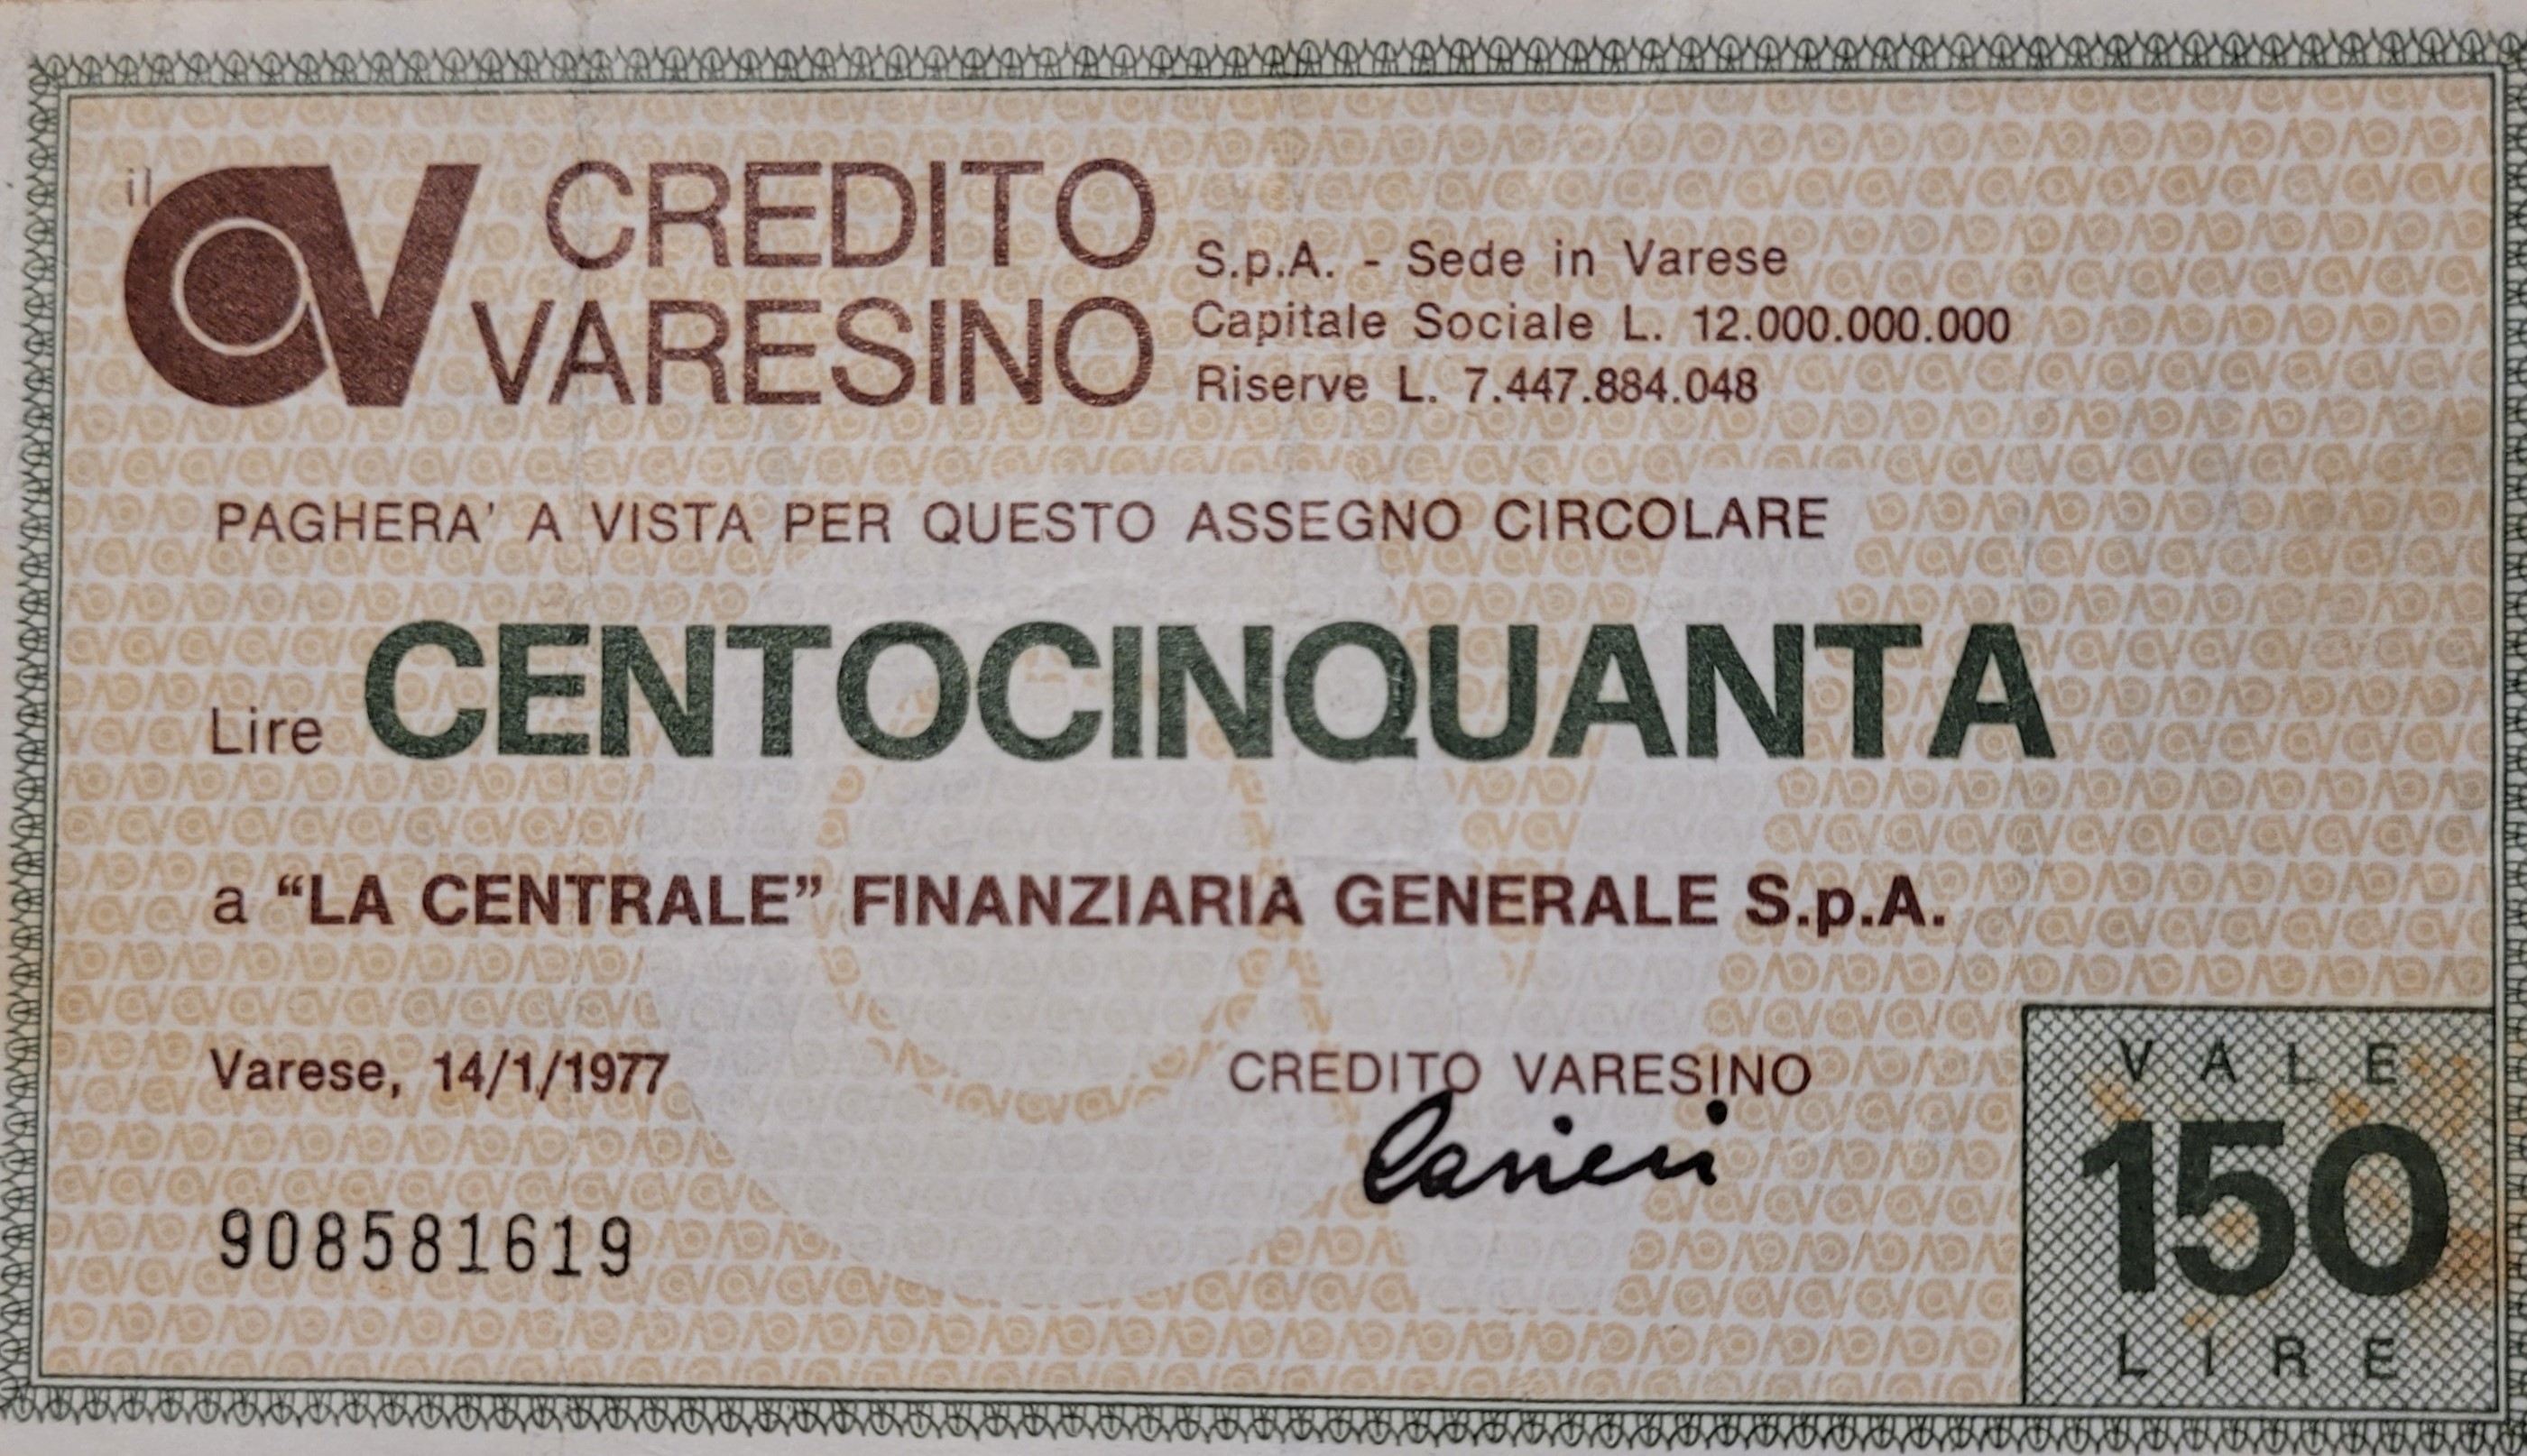 il CV CREDITO
VARESINO
S.p.A. - Sede in Varese
Capitale Sociale L. 12.000.000.000
Riserve L. 7.447.884.048
PAGHERA' A VISTA PER QUESTO ASSEGNO CIRCOLARE
Lire CENTOCINQUANTA
a “LA CENTRALE” FINANZIARIA GENERALE S.p.A.
Varese, 14/1/1977
CREDITO VARESINO
908581619
VALE
150
LIRE